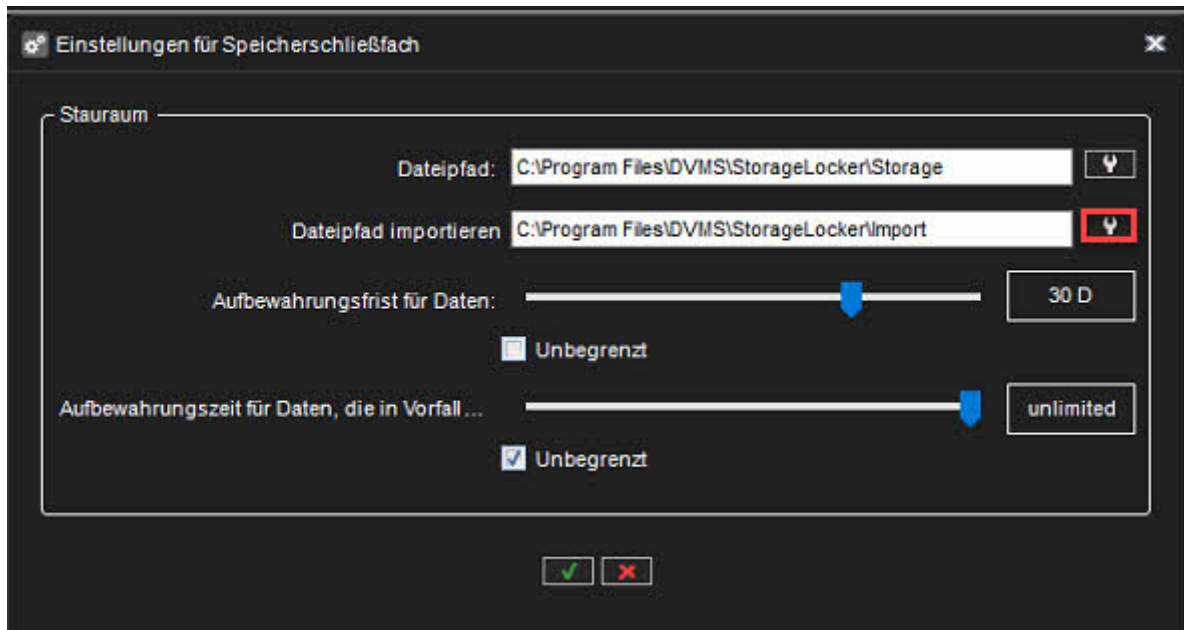 Einstellungen für Speicherschließfach
Stauraum
Dateipfad: C:\Program Files\DVMS\StorageLocker\Storage
Dateipfad importieren C:\Program Files\DVMS\StorageLocker\Import
Aufbewahrungsfrist für Daten: 30 D
Unbegrenzt
Aufbewahrungszeit für Daten, die in Vorfall ... unlimited
Unbegrenzt